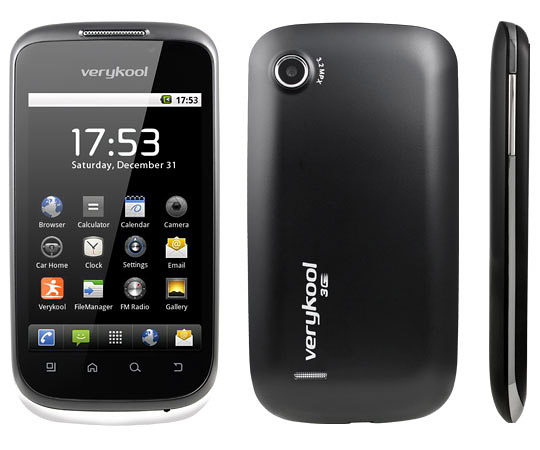 verykool
17:53
17:53
Saturday, December 31
Browser Calculator Calendar Camera
Car Home Clock Settings Email
Verykool FileManager FM Radio Gallery
3.2 MPX
verykool
3G